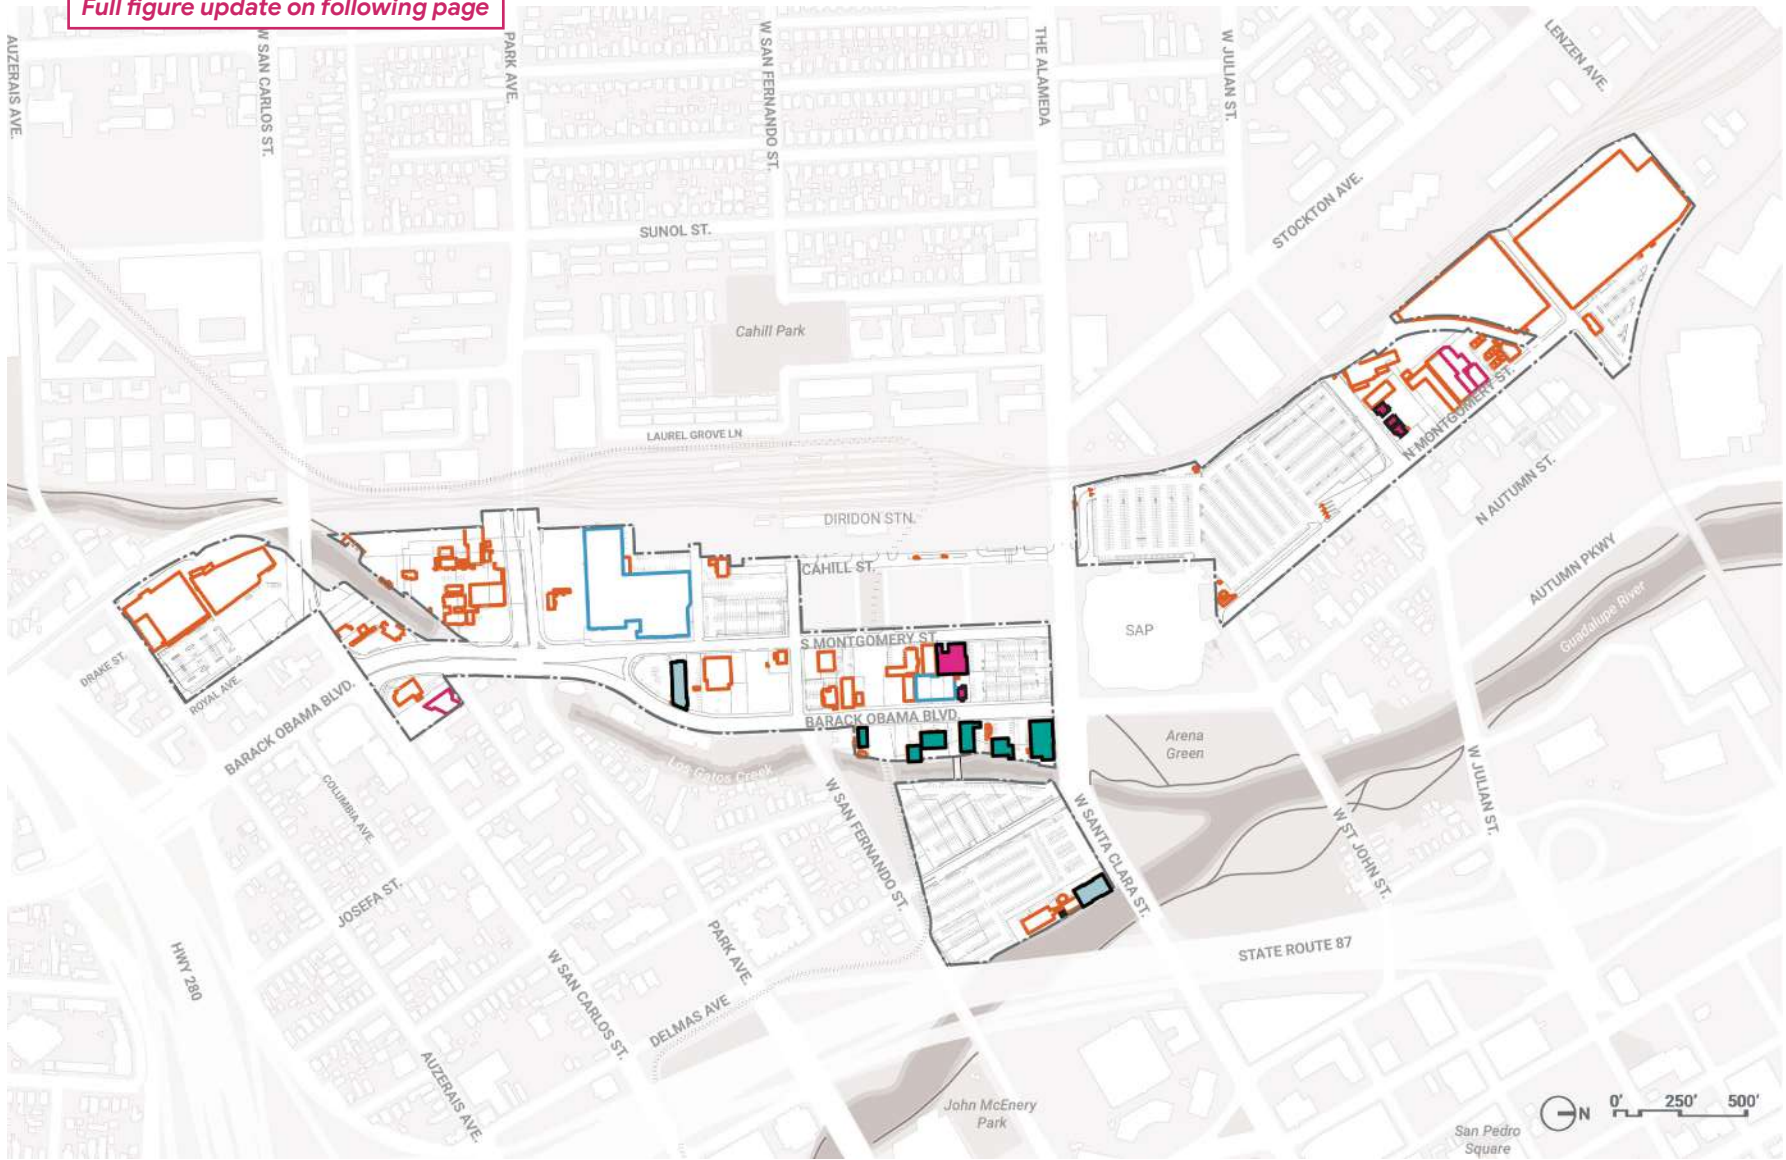 Full figure update on following page
AUZERAIS AVE.
W SAN CARLOS ST.
PARK AVE.
W SAN FERNANDO ST.
THE ALAMEDA
W JULIAN ST.
LENZEN AVE.
STOCKTON AVE.
SUNOL ST.
Cahill Park
LAUREL GROVE LN
DIRIDON STN.
CAHILL ST.
N MONTGOMERY ST.
N AUTUMN ST.
AUTUMN PKWY
Guadalupe River
SAP
S MONTGOMERY ST.
DRAKE ST.
ROYAL AVE.
BARACK OBAMA BLVD.
BARACK OBAMA BLVD.
Arena
Green
Los Gatos Creek
COLUMBIA AVE.
JOSEFA ST.
W SAN FERNANDO ST.
W SANTA CLARA ST.
W ST JOHN ST.
W JULIAN ST.
HWY 280
PARK AVE.
W SAN CARLOS ST.
DELMAS AVE
STATE ROUTE 87
AUZERAIS AVE.
John McEnery
Park
San Pedro
Square
N
0' 250' 500'